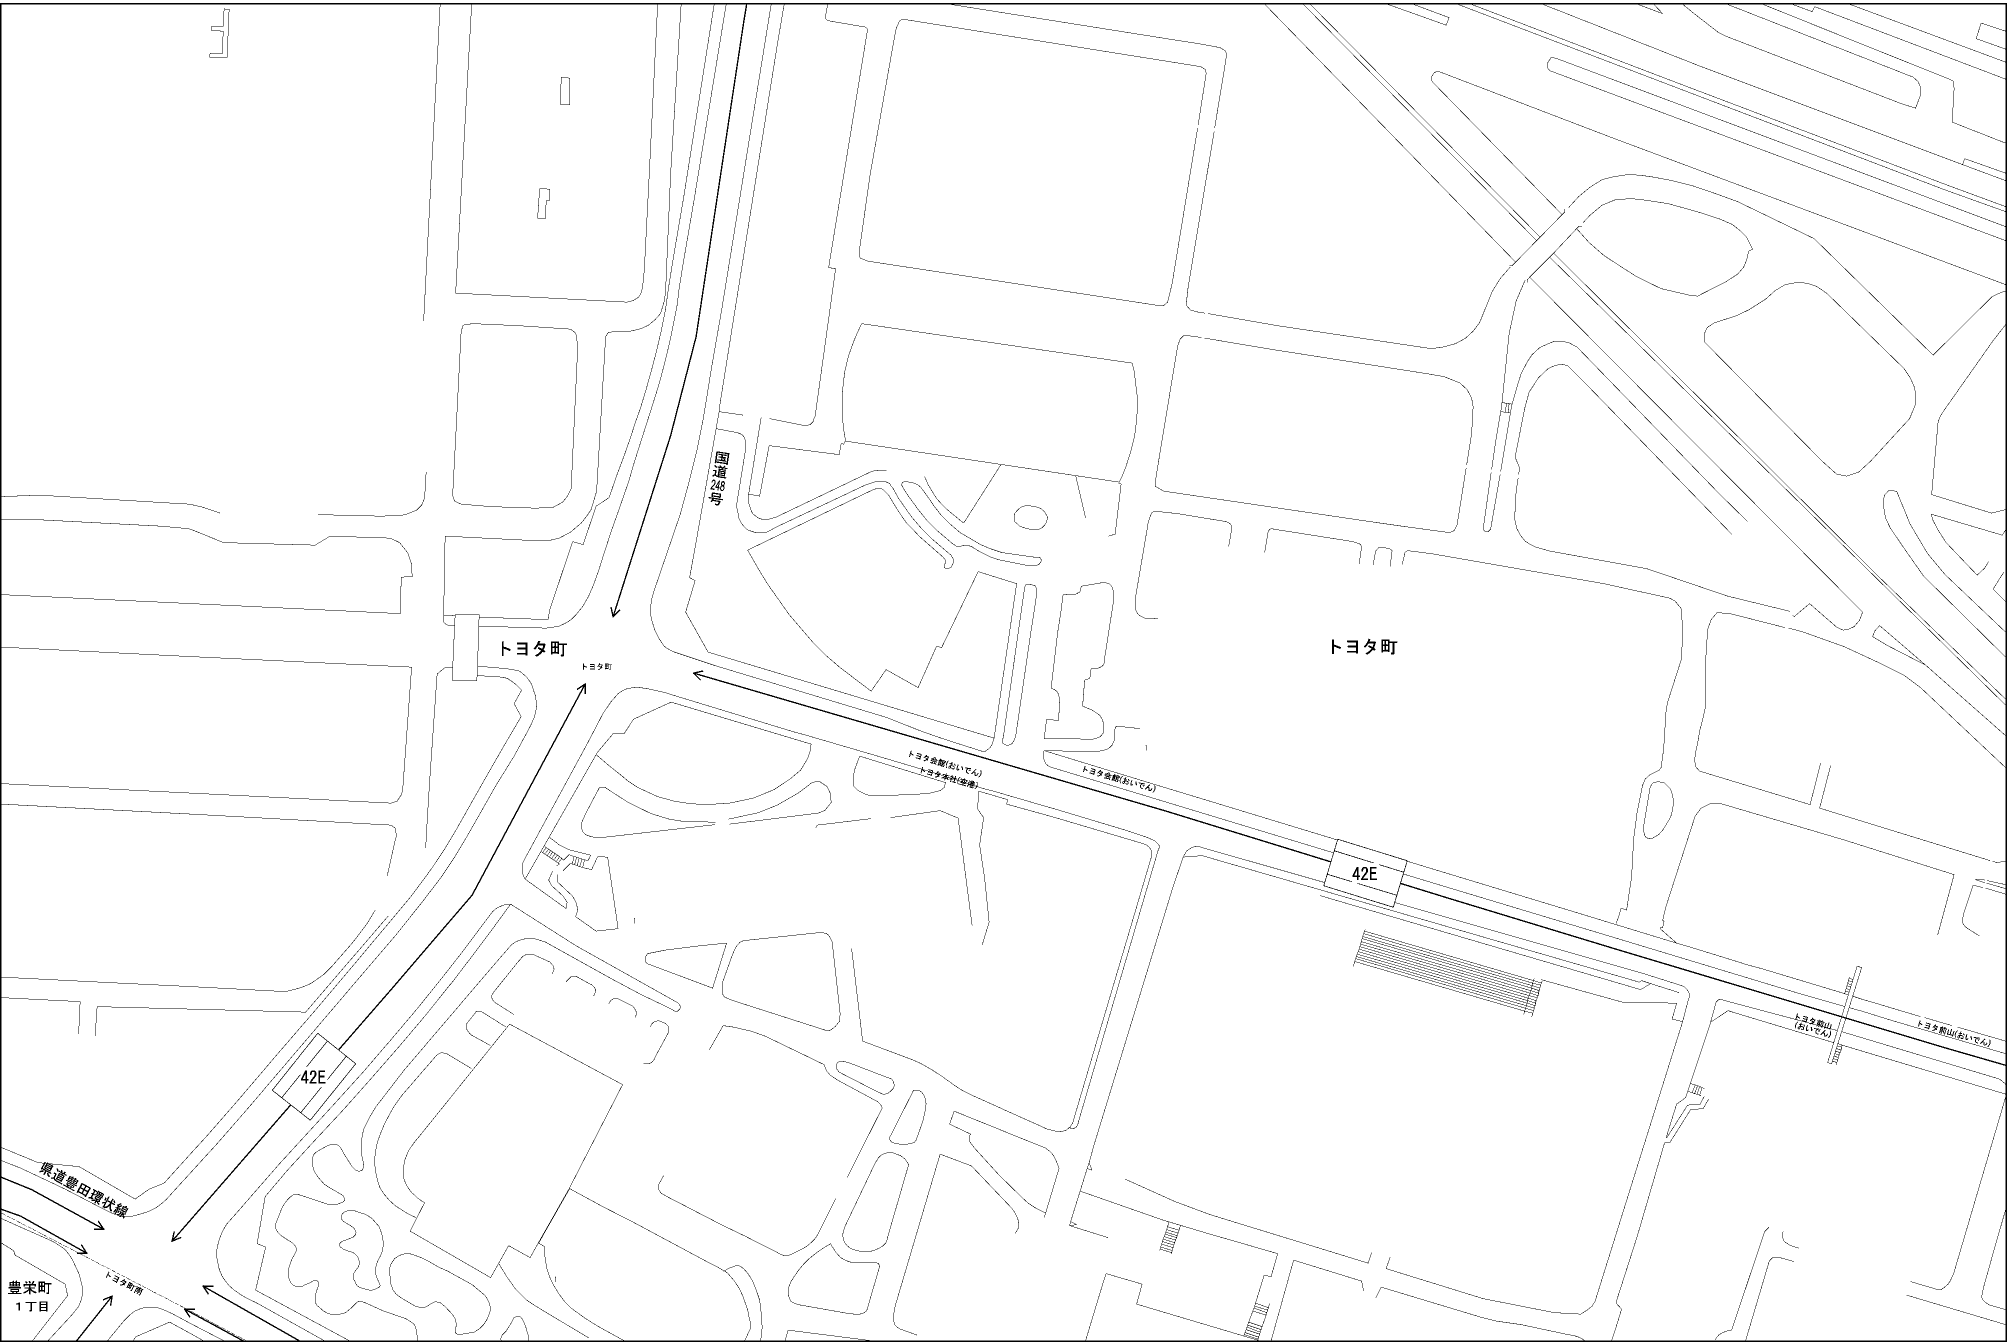 国道248号
トヨタ町
トヨタ町
トヨタ町
トヨタ会館(おいでん)
トヨタ本社(空港)
トヨタ会館(おいでん)
42E
トヨタ前山
(おいでん)
トヨタ前山(おいでん)
42E
県道豊田環状線
トヨタ町南
豊栄町
1丁目